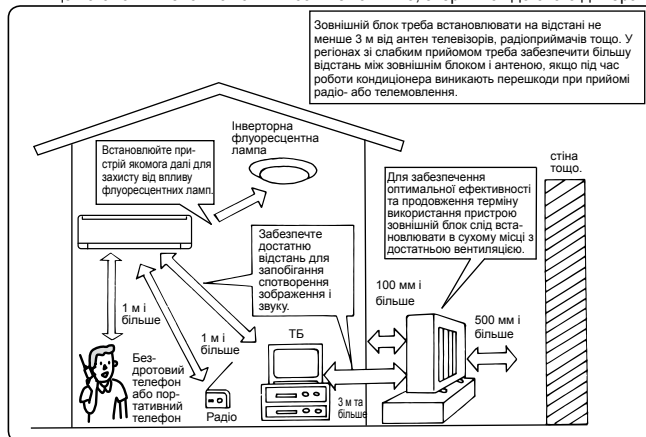 Зовнішній блок треба встановлювати на відстані не
менше 3 м від антен телевізорів, радіоприймачів тощо. У
регіонах зі слабким прийомом треба забезпечити більшу
відстань між зовнішнім блоком і антеною, якщо під час
роботи кондиціонера виникають перешкоди при прийомі
радіо- або телемовлення.
Інверторна
флуоресцентна
лампа
Встановлюйте при-
стрій якомога далі для
захисту від впливу
флуоресцентних ламп.
стіна
тощо.
Для забезпечення
оптимальної ефективності
та продовження терміну
використання пристрою
зовнішній блок слід вста-
новлювати в сухому місці з
достатньою вентиляцією.
Забезпечте
достатню
відстань для
запобігання
спотворення
зображення і
звуку.
100 мм і
більше
500 мм і
більше
1 м і
більше
1 м і
більше
ТБ
Без-
дротовий
телефон
або пор-
тативний
телефон
Радіо
3 м та
більше